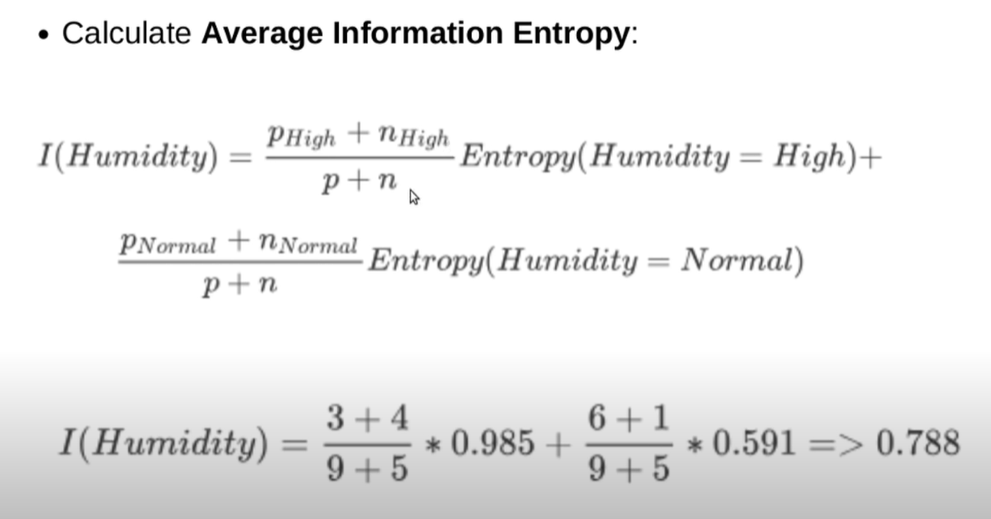 • Calculate Average Information Entropy:
I(Humidity) = \frac{p_{High} + n_{High}}{p + n} Entropy(Humidity = High)+
\frac{p_{Normal} + n_{Normal}}{p + n} Entropy(Humidity = Normal)
I(Humidity) = \frac{3 + 4}{9 + 5} * 0.985 + \frac{6 + 1}{9 + 5} * 0.591 => 0.788